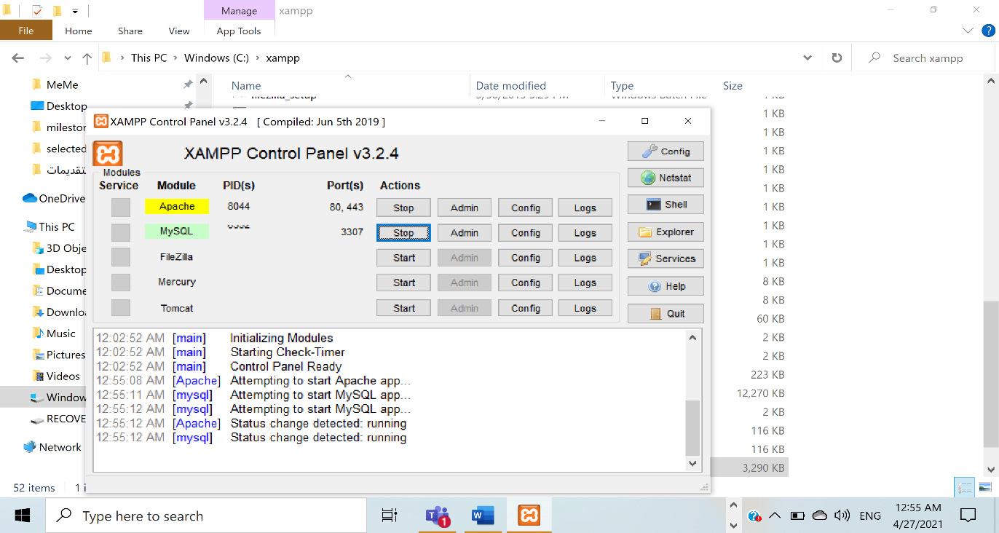 Manage xampp
File Home Share View App Tools
This PC Windows (C:) xampp
Search xampp
Name Date modified Type Size
MeMe
filezilla_setup 3/30/2013 5:29 PM Windows Batch File 1 KB
Desktop
milestor
selected
تقديمات
OneDrive
This PC
3D Obje
Desktop
Docume
Downlo
Music
Pictures
Videos
Window
RECOVE
Network
XAMPP Control Panel v3.2.4 [ Compiled: Jun 5th 2019 ]
XAMPP Control Panel v3.2.4
Modules
Service Module PID(s) Port(s) Actions
Apache 8044 80, 443 Stop Admin Config Logs
MySQL 3307 Stop Admin Config Logs
FileZilla Start Admin Config Logs
Mercury Start Admin Config Logs
Tomcat Start Admin Config Logs
Config
Netstat
Shell
Explorer
Services
Help
Quit
12:02:52 AM [main] Initializing Modules
12:02:52 AM [main] Starting Check-Timer
12:02:52 AM [main] Control Panel Ready
12:55:08 AM [Apache] Attempting to start Apache app...
12:55:11 AM [mysql] Attempting to start MySQL app...
12:55:12 AM [mysql] Attempting to start MySQL app...
12:55:12 AM [Apache] Status change detected: running
12:55:12 AM [mysql] Status change detected: running
1 KB
1 KB
1 KB
1 KB
1 KB
1 KB
1 KB
1 KB
1 KB
8 KB
8 KB
60 KB
2 KB
2 KB
223 KB
12,270 KB
2 KB
116 KB
116 KB
3,290 KB
52 items 1 i
Type here to search
T 1 W
ENG
12:55 AM
4/27/2021